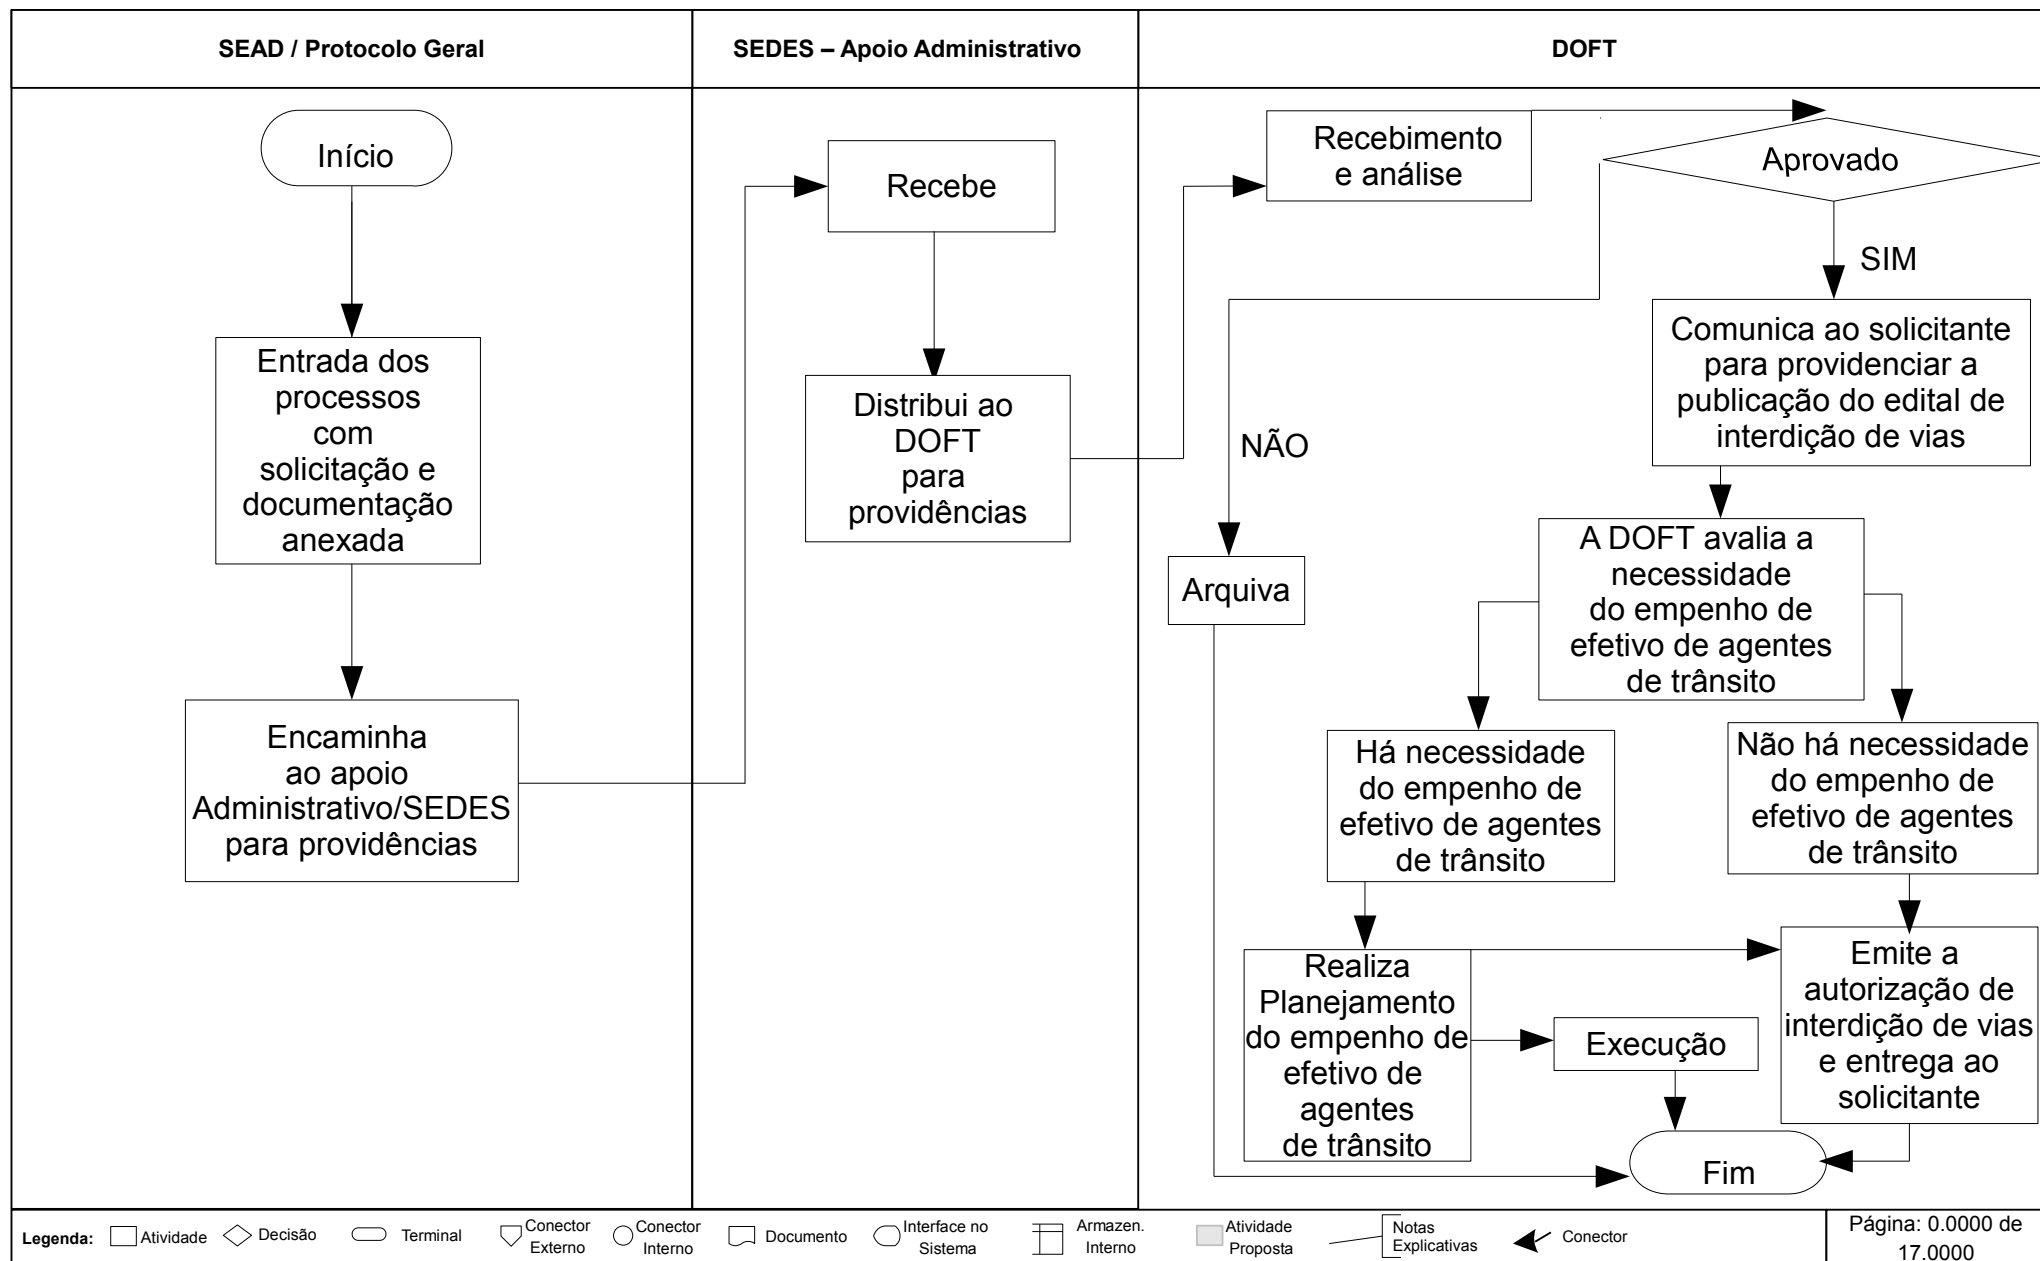 SEAD / Protocolo Geral
SEDES – Apoio Administrativo
DOFT
Início
Entrada dos
processos
com
solicitação e
documentação
anexada
Encaminha
ao apoio
Administrativo/SEDES
para providências
Recebe
Distribui ao
DOFT
para
providências
Recebimento
e análise
Aprovado
SIM
NÃO
Comunica ao solicitante
para providenciar a
publicação do edital de
interdição de vias
A DOFT avalia a
necessidade
do empenho de
efetivo de agentes
de trânsito
Arquiva
Há necessidade
do empenho de
efetivo de agentes
de trânsito
Não há necessidade
do empenho de
efetivo de agentes
de trânsito
Realiza
Planejamento
do empenho de
efetivo de
agentes
de trânsito
Execução
Emite a
autorização de
interdição de vias
e entrega ao
solicitante
Fim
Legenda:
Atividade
Decisão
Terminal
Conector
Externo
Conector
Interno
Documento
Interface no
Sistema
Armazen.
Interno
Atividade
Proposta
Notas
Explicativas
Conector
Página: 0.0000 de
17.0000